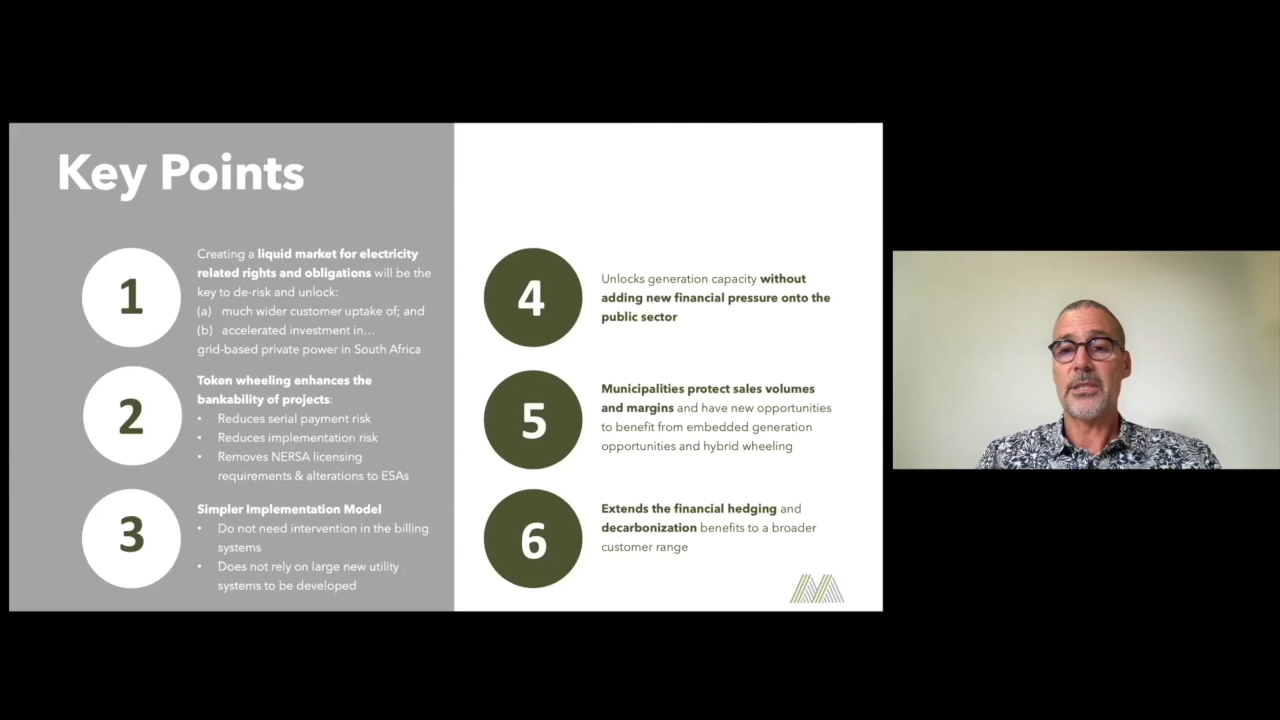 Key Points
1
Creating a liquid market for electricity
related rights and obligations will be the
key to de-risk and unlock:
(a) much wider customer uptake of; and
(b) accelerated investment in…
grid-based private power in South Africa
2
Token wheeling enhances the
bankability of projects:
• Reduces serial payment risk
• Reduces implementation risk
• Removes NERSA licensing
requirements & alterations to ESAs
3
Simpler Implementation Model
• Do not need intervention in the billing
systems
• Does not rely on large new utility
systems to be developed
4
Unlocks generation capacity without
adding new financial pressure onto the
public sector
5
Municipalities protect sales volumes
and margins and have new opportunities
to benefit from embedded generation
opportunities and hybrid wheeling
6
Extends the financial hedging and
decarbonization benefits to a broader
customer range